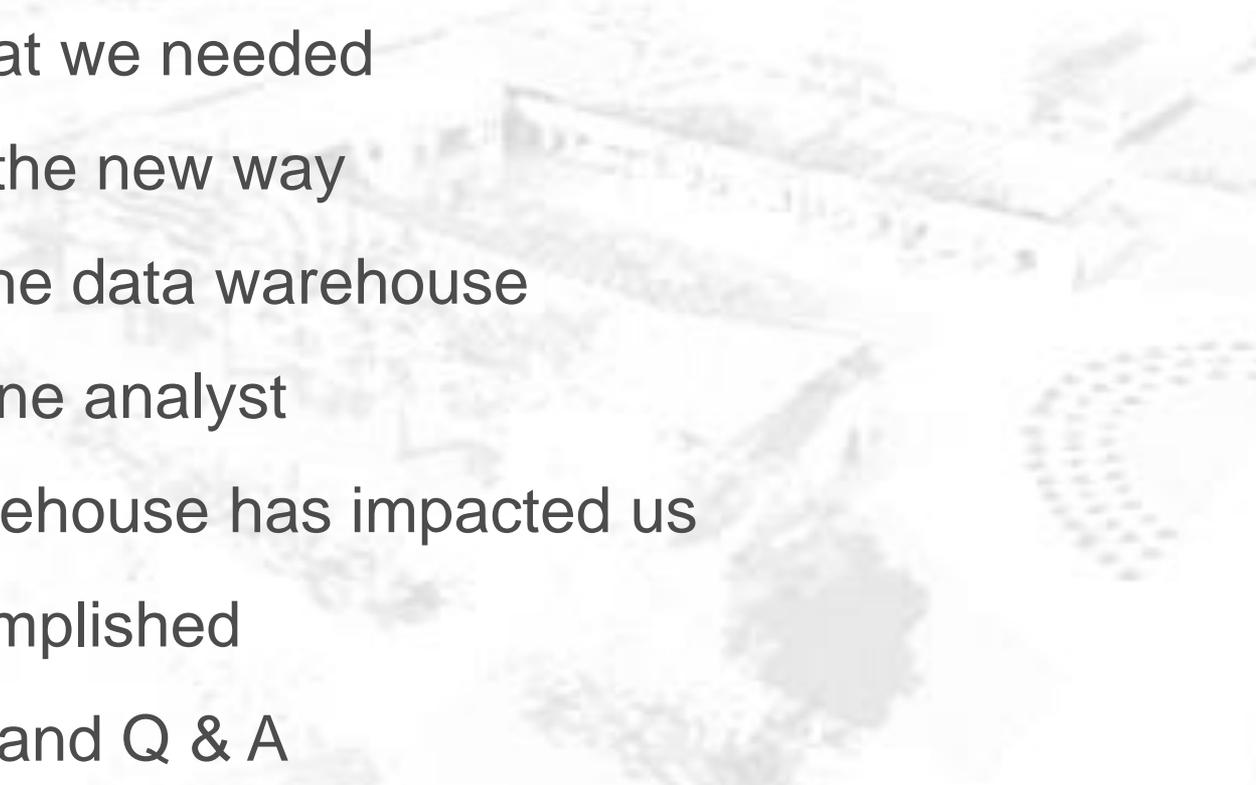 at we needed
the new way
ne data warehouse
ne analyst
ehouse has impacted us
mplished
and Q & A